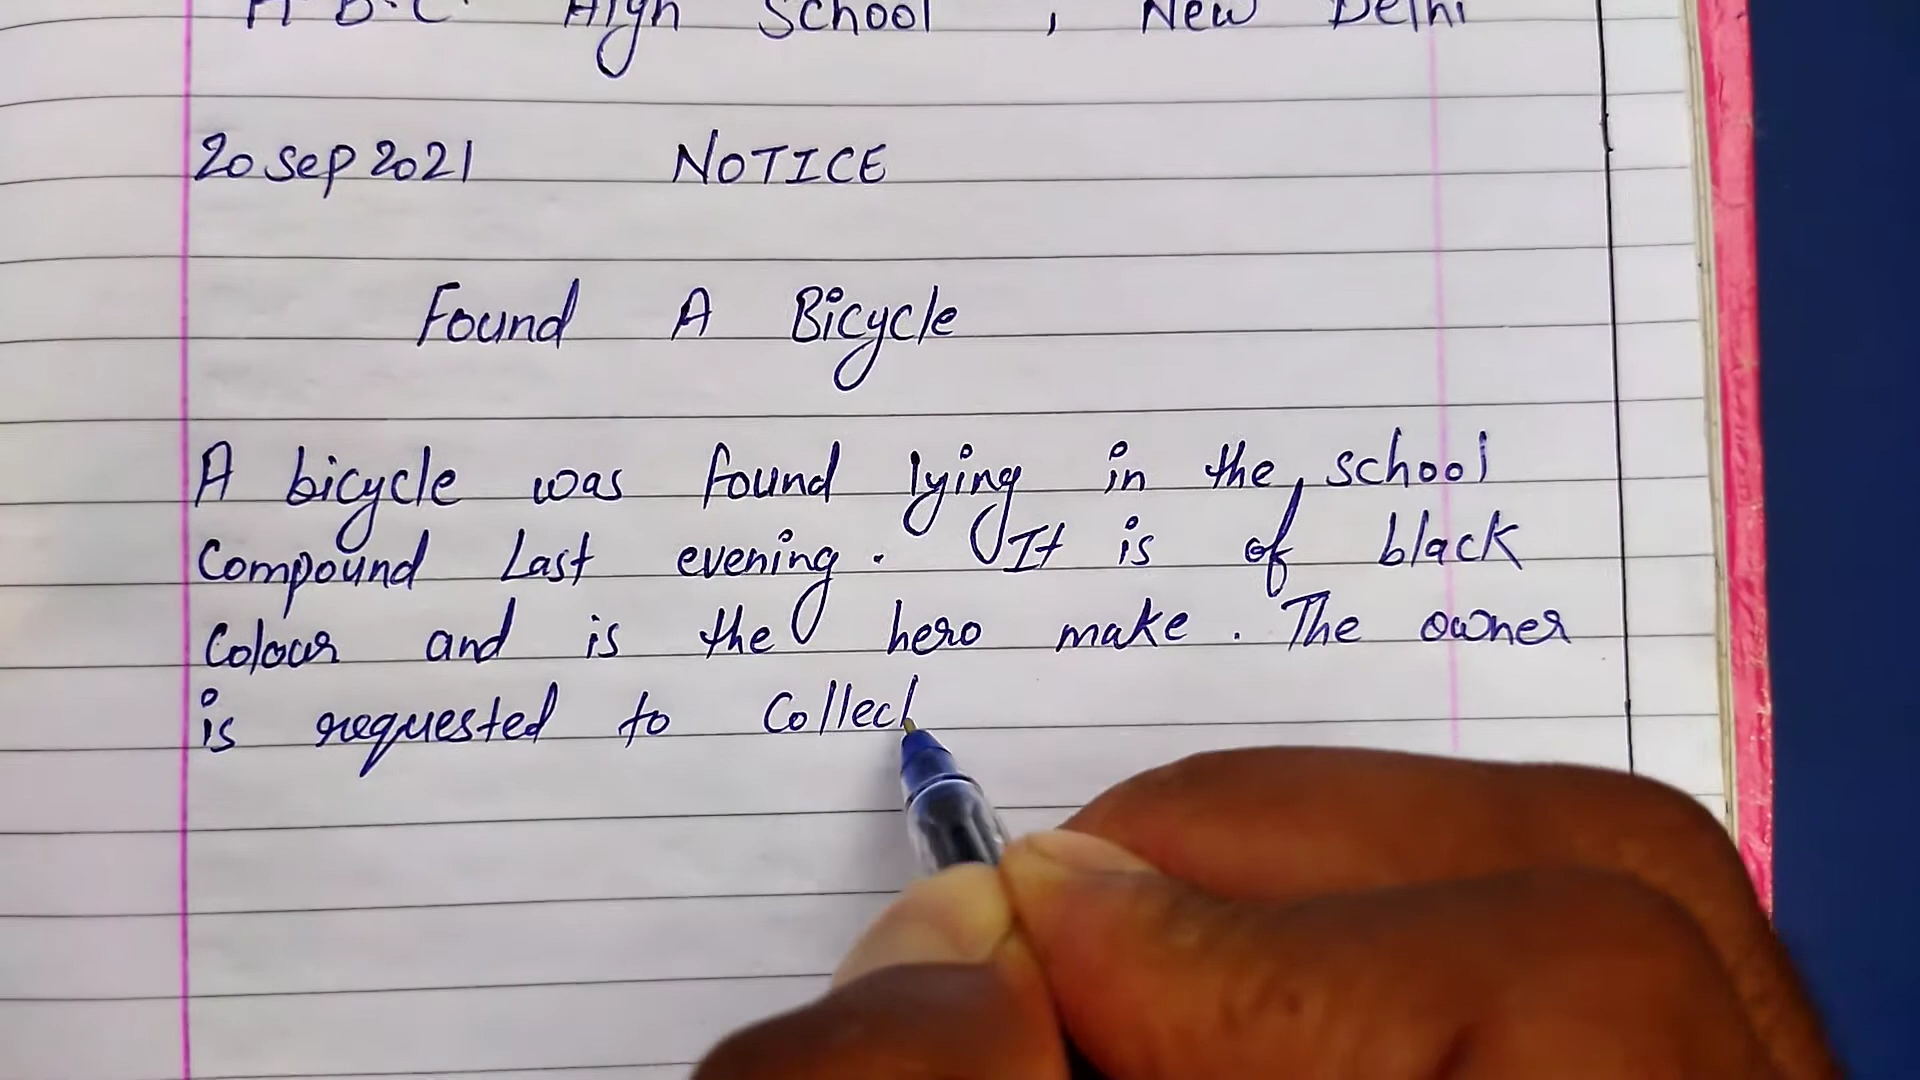 A.B.C. High School , New Delhi
20 Sep 2021 NOTICE
Found A Bicycle
A bicycle was found lying in the school
Compound Last evening. It is of black
Colour and is the hero make. The owner
is requested to Collect